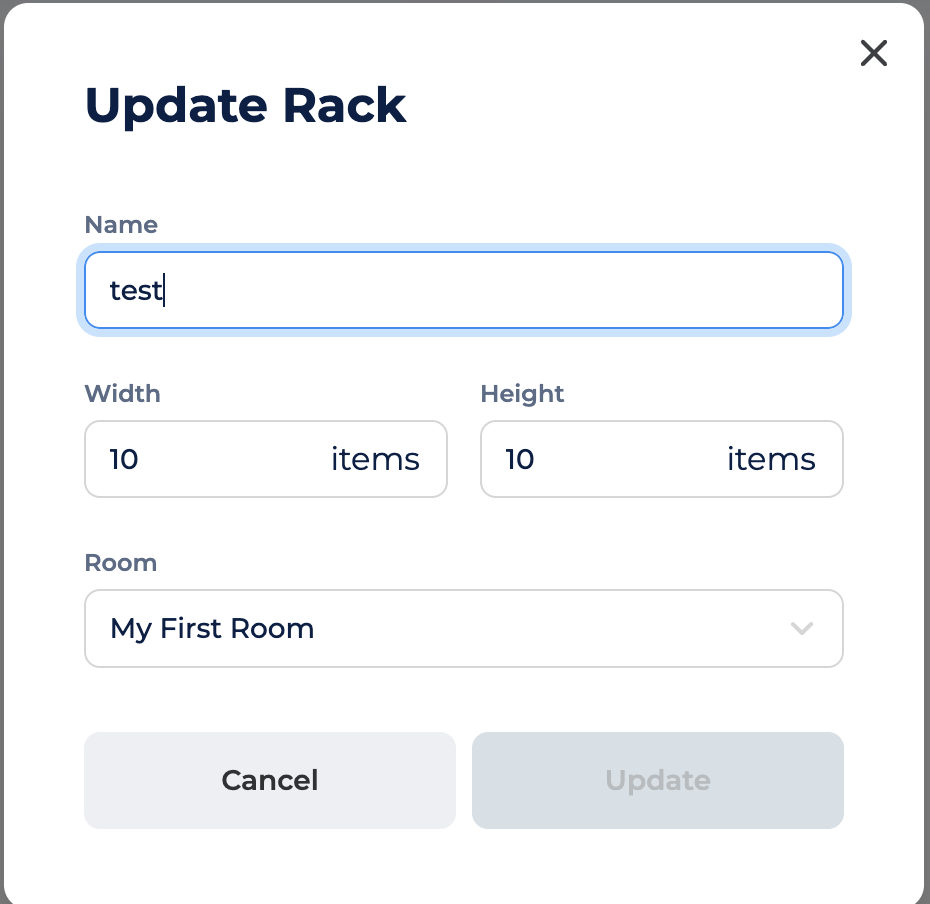 Update Rack
Name
test
Width
Height
10 items
10 items
Room
My First Room
Cancel
Update